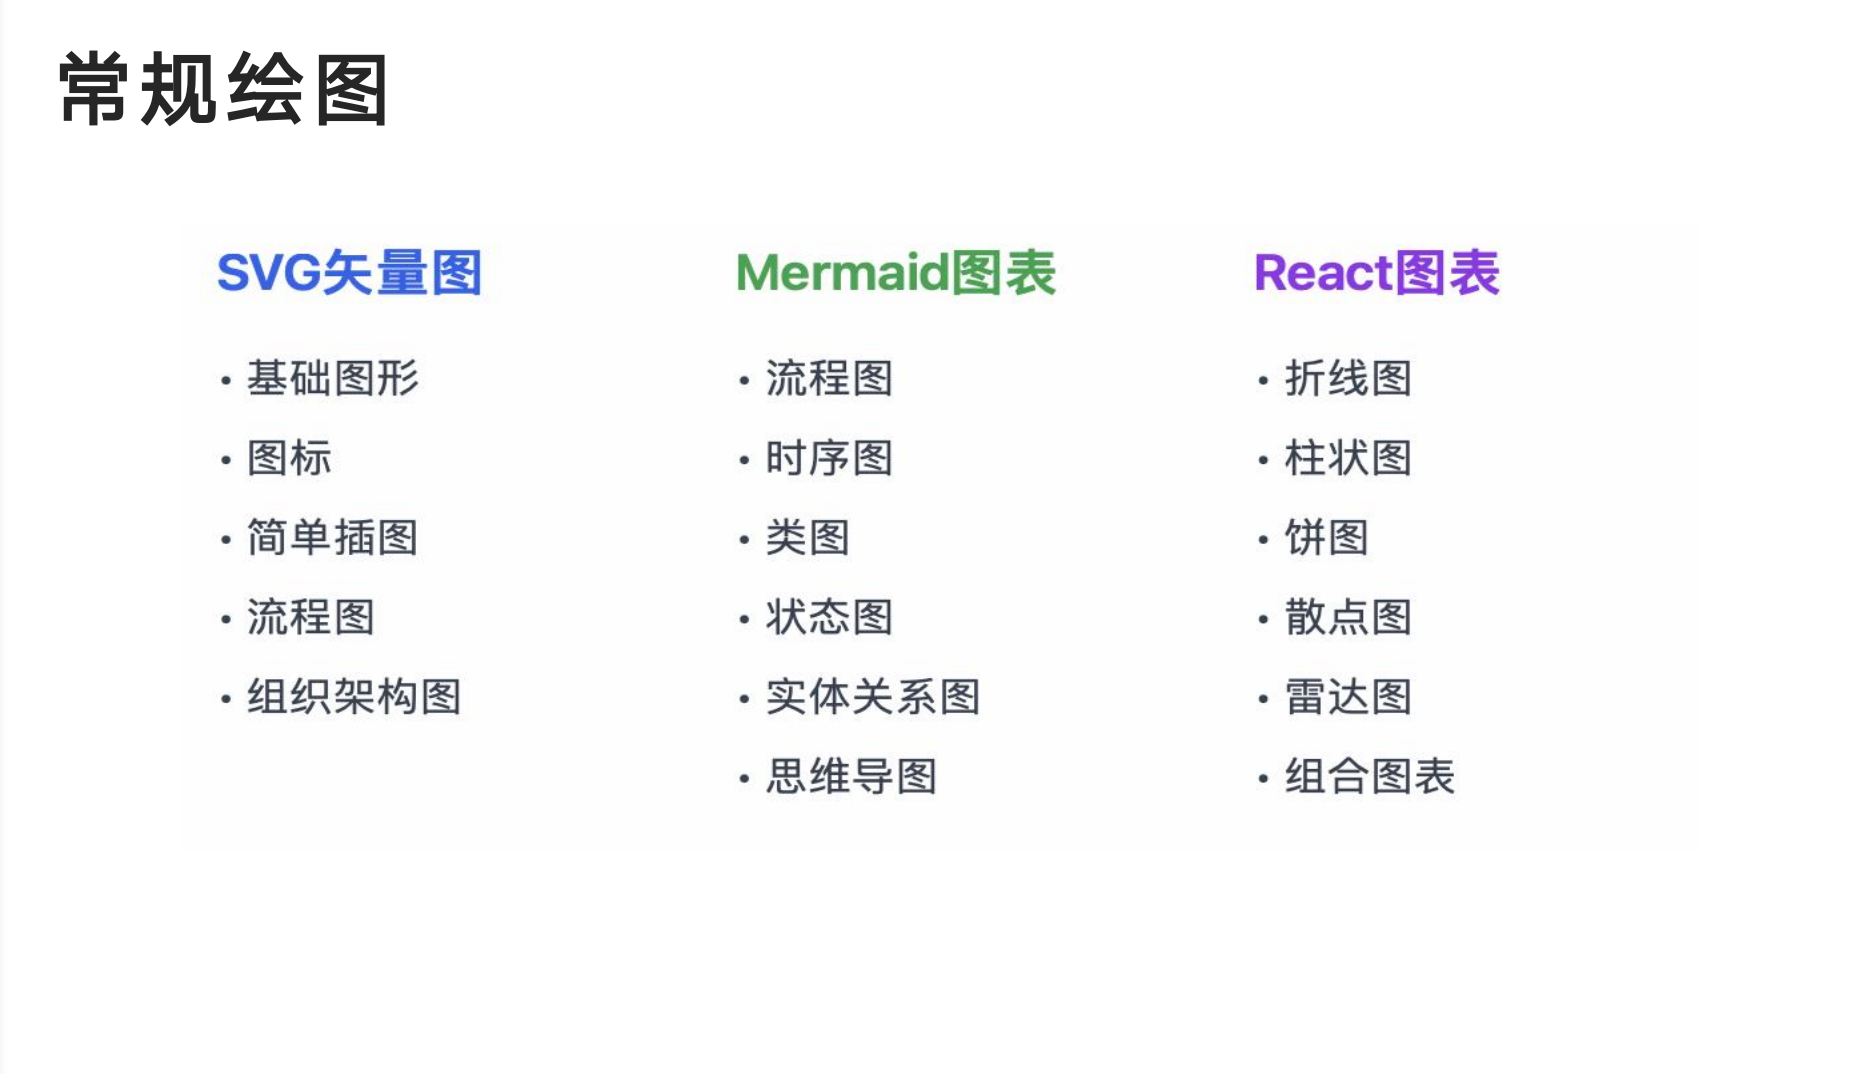 常规绘图
SVG矢量图
• 基础图形
• 图标
• 简单插图
• 流程图
• 组织架构图
Mermaid图表
• 流程图
• 时序图
• 类图
• 状态图
• 实体关系图
• 思维导图
React图表
• 折线图
• 柱状图
• 饼图
• 散点图
• 雷达图
• 组合图表